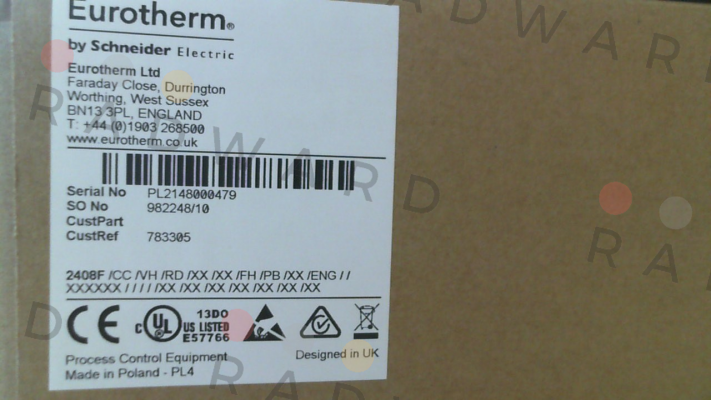 Eurotherm®
by Schneider Electric
Eurotherm Ltd
Faraday Close, Durrington
Worthing, West Sussex
BN13 3PL, ENGLAND
T: +44 (0)1903 268500
www.eurotherm.co.uk
Serial No PL2148000479
SO No 982248/10
CustPart
CustRef 783305
2408F /CC /VH /RD /XX /XX /FH /PB /XX /ENG / /
XXXXXX / / / / /XX /XX /XX /XX /XX /XX /XX
CE c UL US LISTED 13DO E57766
Process Control Equipment
Designed in UK
Made in Poland - PL4
RADWARD
RADWARD